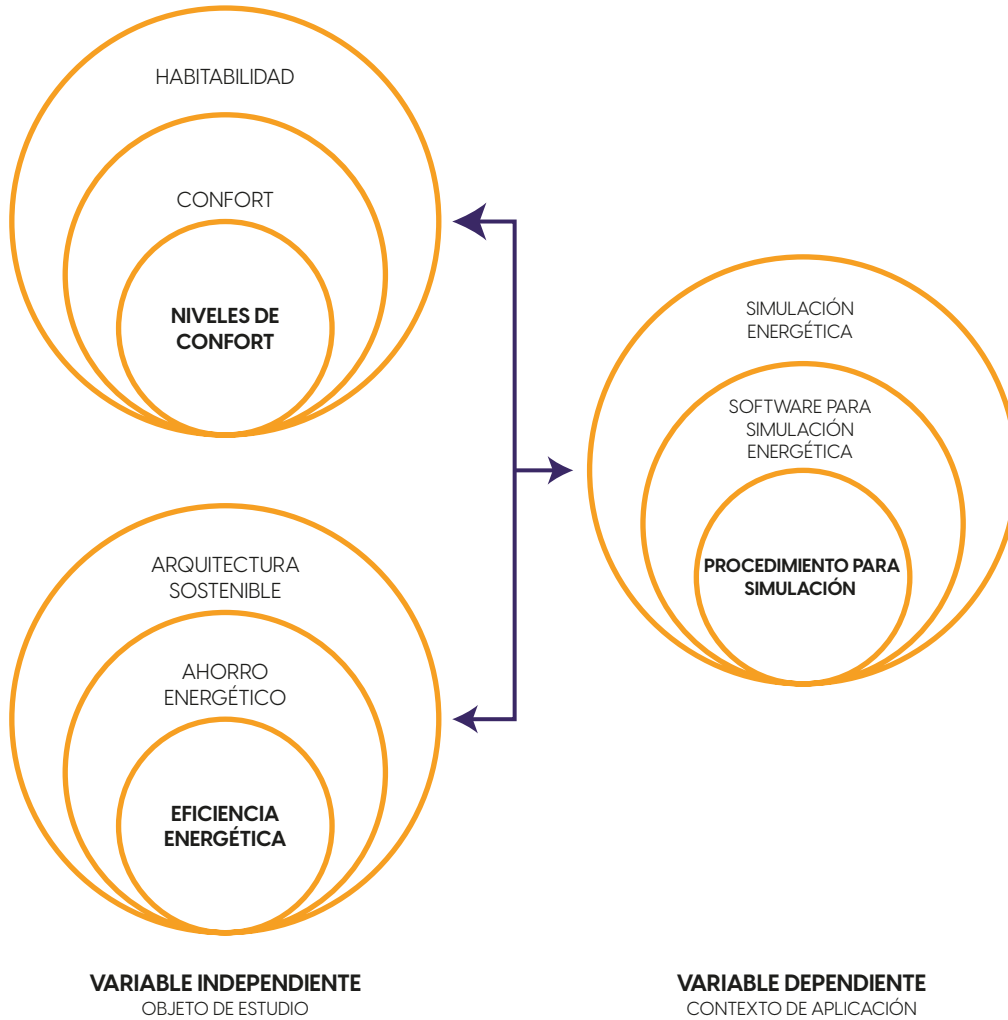 HABITABILIDAD
CONFORT
NIVELES DE
CONFORT
ARQUITECTURA
SOSTENIBLE
AHORRO
ENERGÉTICO
EFICIENCIA
ENERGÉTICA
VARIABLE INDEPENDIENTE
OBJETO DE ESTUDIO
SIMULACIÓN
ENERGÉTICA
SOFTWARE PARA
SIMULACIÓN
ENERGÉTICA
PROCEDIMIENTO PARA
SIMULACIÓN
VARIABLE DEPENDIENTE
CONTEXTO DE APLICACIÓN